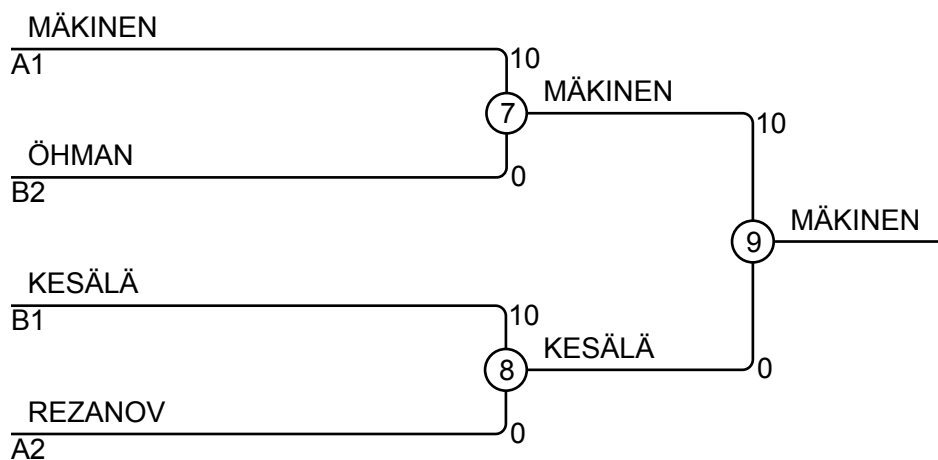 MÄKINEN
A1
10
7
MÄKINEN
ÖHMAN
B2
0
10
9
MÄKINEN
KESÄLÄ
B1
10
8
KESÄLÄ
0
REZANOV
A2
0